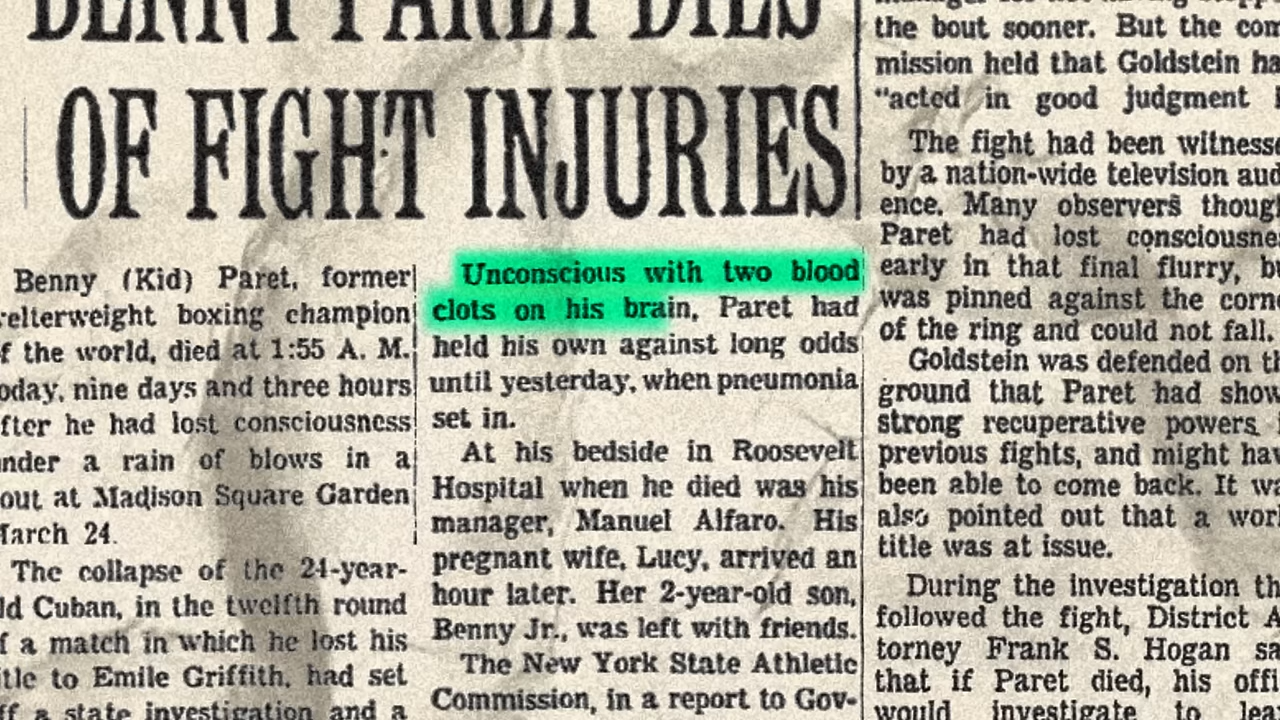 BENNY PARET DIES
OF FIGHT INJURIES
Benny (Kid) Paret, former
welterweight boxing champion
of the world, died at 1:55 A. M.
today, nine days and three hours
after he had lost consciousness
under a rain of blows in a
bout at Madison Square Garden
March 24.
The collapse of the 24-year-
old Cuban, in the twelfth round
of a match in which he lost his
title to Emile Griffith, had set
off a state investigation and a
Unconscious with two blood
clots on his brain, Paret had
held his own against long odds
until yesterday, when pneumonia
set in.
At his bedside in Roosevelt
Hospital when he died was his
manager, Manuel Alfaro. His
pregnant wife, Lucy, arrived an
hour later. Her 2-year-old son,
Benny Jr., was left with friends.
The New York State Athletic
Commission, in a report to Gov-
the bout sooner. But the com
mission held that Goldstein ha
"acted in good judgment
The fight had been witnesse
by a nation-wide television aud
ence. Many observers though
Paret had lost consciousne
early in that final flurry, b
was pinned against the corn
of the ring and could not fall.
Goldstein was defended on th
ground that Paret had show
strong recuperative powers
previous fights, and might hav
been able to come back. It wa
also pointed out that a worl
title was at issue.
During the investigation th
followed the fight, District A
torney Frank S. Hogan sa
that if Paret died, his offi
would investigate to leav